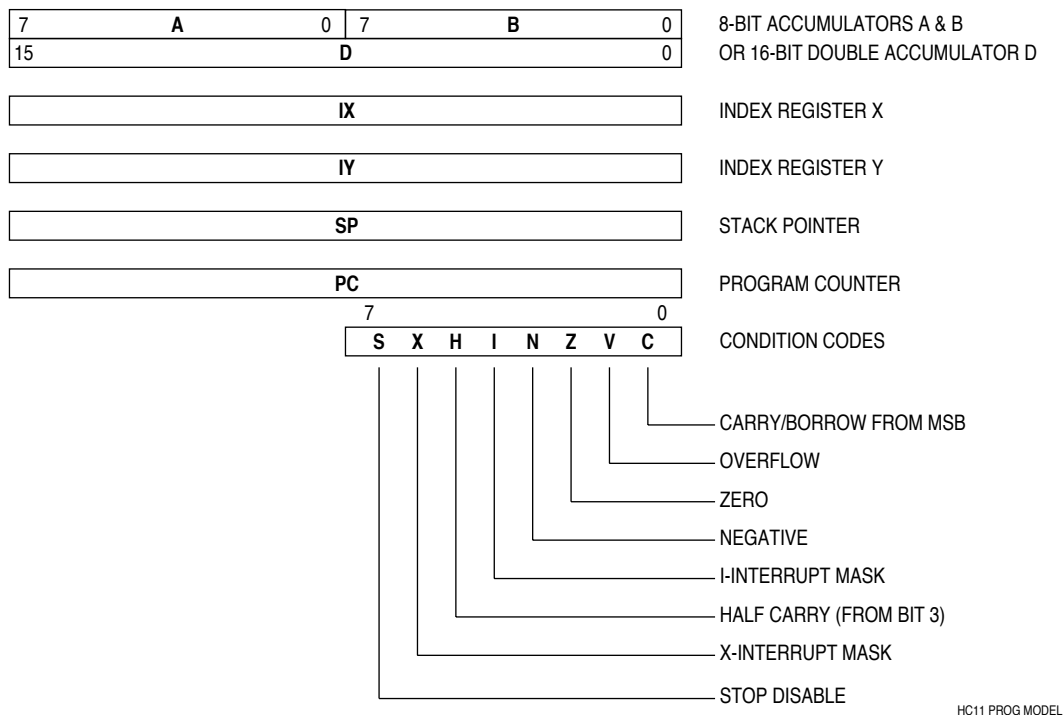 7 A 0 7 B 0 8-BIT ACCUMULATORS A & B
15 D 0 OR 16-BIT DOUBLE ACCUMULATOR D
IX INDEX REGISTER X
IY INDEX REGISTER Y
SP STACK POINTER
PC PROGRAM COUNTER
7 0
S X H I N Z V C CONDITION CODES
CARRY/BORROW FROM MSB
OVERFLOW
ZERO
NEGATIVE
I-INTERRUPT MASK
HALF CARRY (FROM BIT 3)
X-INTERRUPT MASK
STOP DISABLE
HC11 PROG MODEL